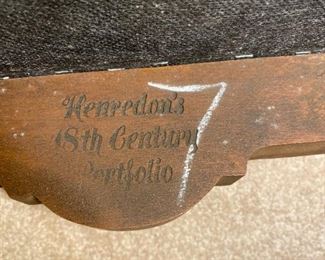 Henredon's
18th Century
Portfolio
7